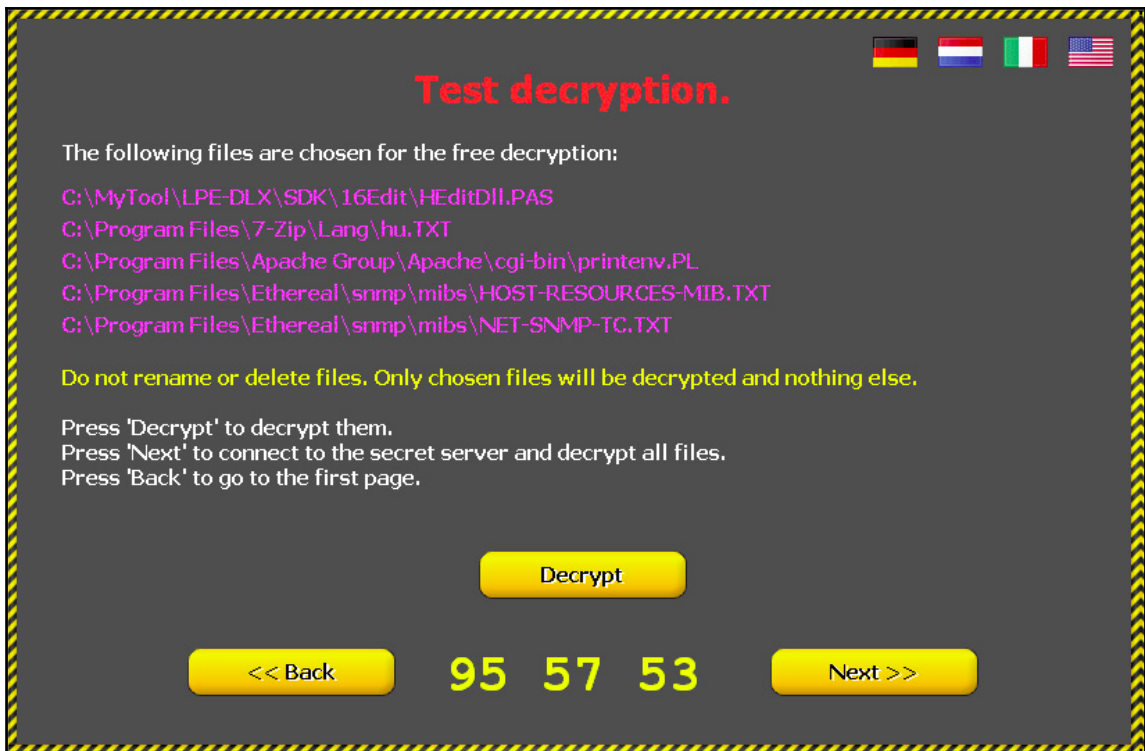 Test decryption.
The following files are chosen for the free decryption:
C:\MyTool\LPE-DLX\SDK\16Edit\HEditDll.PAS
C:\Program Files\7-Zip\Lang\hu.TXT
C:\Program Files\Apache Group\Apache\cgi-bin\printenv.PL
C:\Program Files\Ethereal\snmp\mibs\HOST-RESOURCES-MIB.TXT
C:\Program Files\Ethereal\snmp\mibs\NET-SNMP-TC.TXT
Do not rename or delete files. Only chosen files will be decrypted and nothing else.
Press 'Decrypt' to decrypt them.
Press 'Next' to connect to the secret server and decrypt all files.
Press 'Back' to go to the first page.
Decrypt
<< Back 95 57 53 Next >>